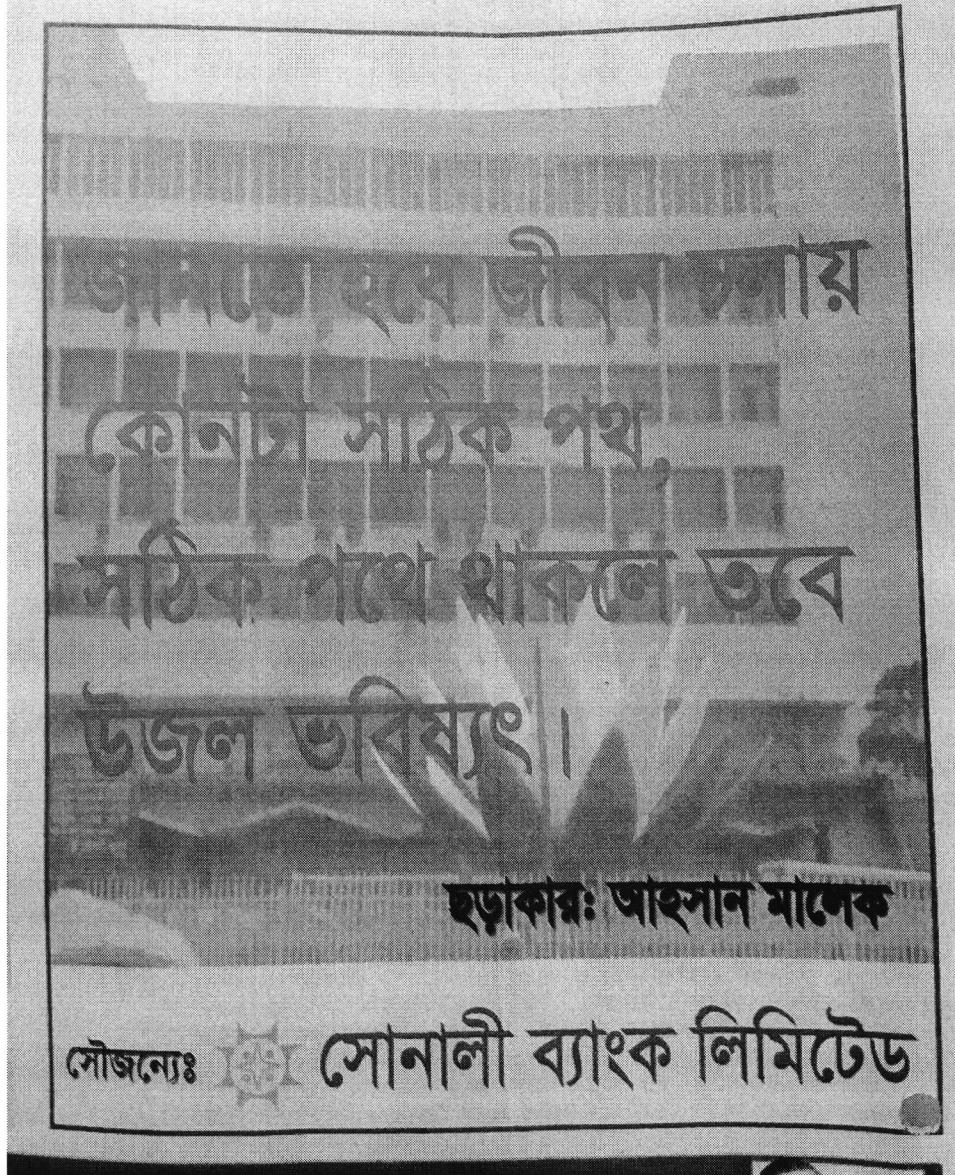 জানতে হবে জীবন চলায়
কোনটা সঠিক পথ,
সঠিক পথে থাকলে তবে
উজল ভবিষ্যৎ।
ছড়াকার: আহসান মালেক
সৌজন্যেঃ সোনালী ব্যাংক লিমিটেড